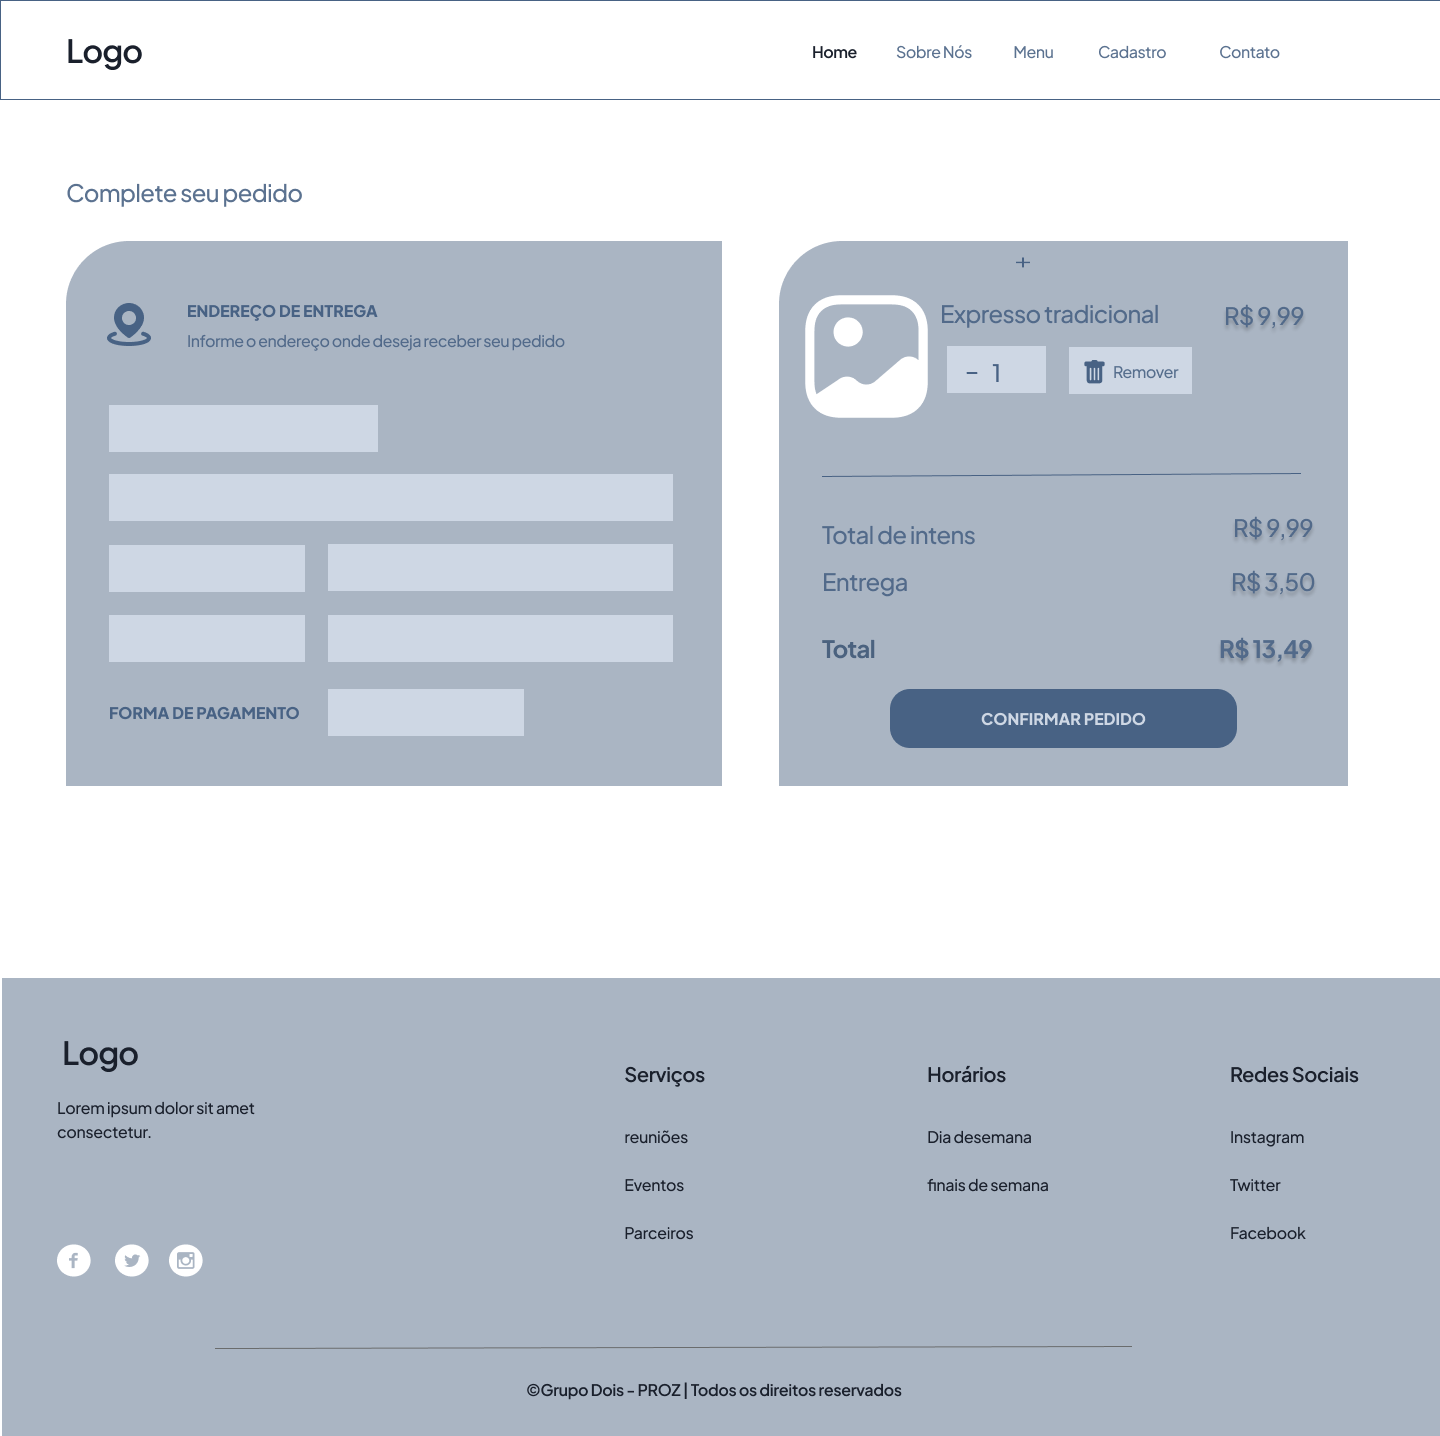 Logo
Home Sobre Nós Menu Cadastro Contato
Complete seu pedido
ENDEREÇO DE ENTREGA
Informe o endereço onde deseja receber seu pedido
FORMA DE PAGAMENTO
+
Expresso tradicional R$ 9,99
− 1 Remover
Total de intens R$ 9,99
Entrega R$ 3,50
Total R$ 13,49
CONFIRMAR PEDIDO
Logo
Lorem ipsum dolor sit amet
consectetur.
Serviços
reuniões
Eventos
Parceiros
Horários
Dia desemana
finais de semana
Redes Sociais
Instagram
Twitter
Facebook
©Grupo Dois - PROZ | Todos os direitos reservados